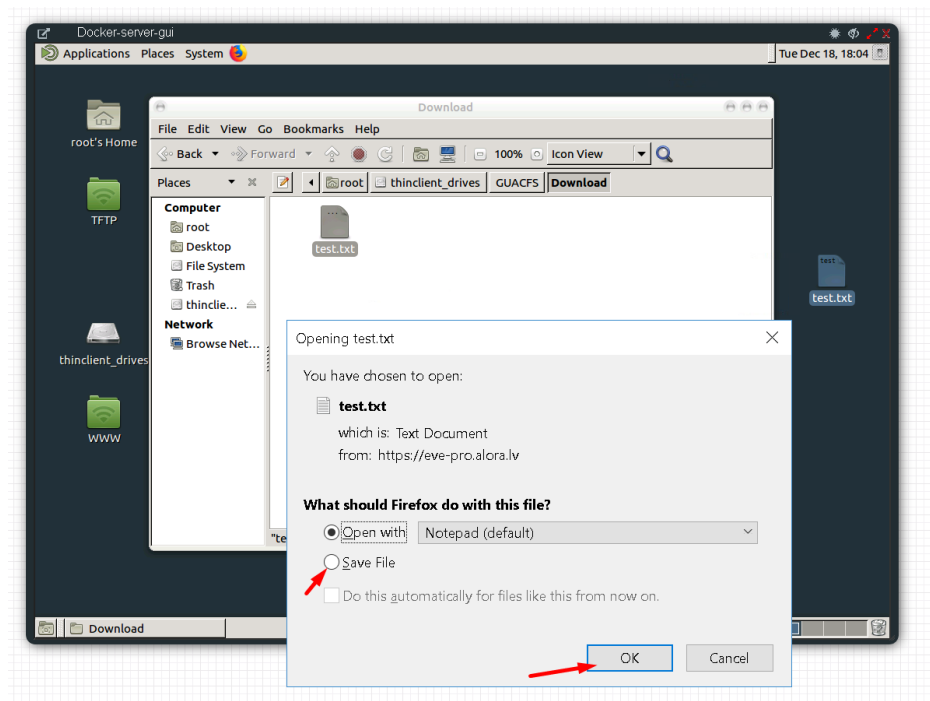 Docker-server-gui
Applications Places System Tue Dec 18, 18:04
root's Home
TFTP
thinclient_drives
WWW
test
test.txt
Download
File Edit View Go Bookmarks Help
Back Forward 100% Icon View
Places root thinclient_drives GUACFS Download
Computer
root
Desktop
File System
Trash
thinclie...
Network
Browse Net...
test.txt
"te
Opening test.txt
You have chosen to open:
test.txt
which is: Text Document
from: https://eve-pro.alora.lv
What should Firefox do with this file?
Open with Notepad (default)
Save File
Do this automatically for files like this from now on.
OK Cancel
Download